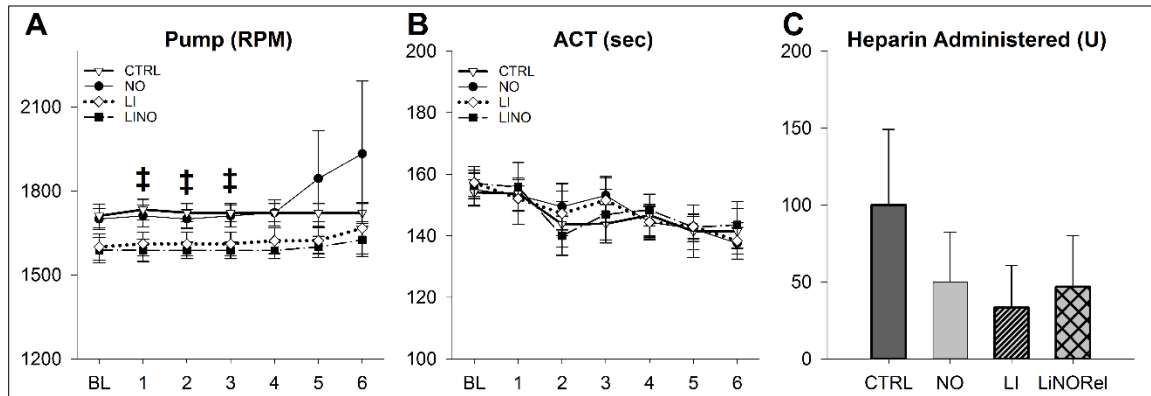 A
Pump (RPM)
CTRL
NO
LI
LINO
2100
1800
1500
1200
‡ ‡ ‡
BL 1 2 3 4 5 6
B
ACT (sec)
CTRL
NO
LI
LINO
200
180
160
140
120
100
BL 1 2 3 4 5 6
C
Heparin Administered (U)
200
150
100
50
0
CTRL NO LI LiNORel